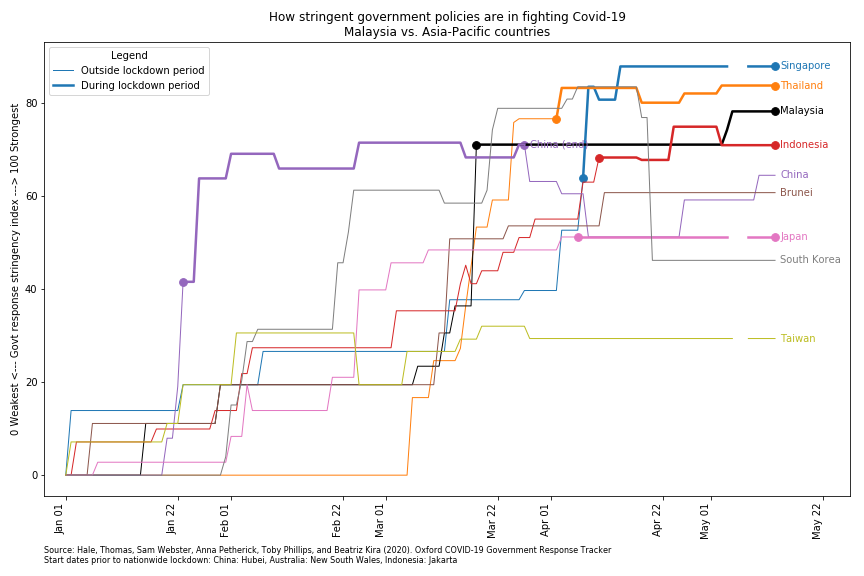 How stringent government policies are in fighting Covid-19
Malaysia vs. Asia-Pacific countries
Legend
Outside lockdown period
During lockdown period
0 Weakest <--- Govt response stringency index ---> 100 Strongest
80
60
40
20
0
Singapore
Thailand
Malaysia
China (end)
Indonesia
China
Brunei
Japan
South Korea
Taiwan
Jan 01
Jan 22
Feb 01
Feb 22
Mar 01
Mar 22
Apr 01
Apr 22
May 01
May 22
Source: Hale, Thomas, Sam Webster, Anna Petherick, Toby Phillips, and Beatriz Kira (2020). Oxford COVID-19 Government Response Tracker
Start dates prior to nationwide lockdown: China: Hubei, Australia: New South Wales, Indonesia: Jakarta